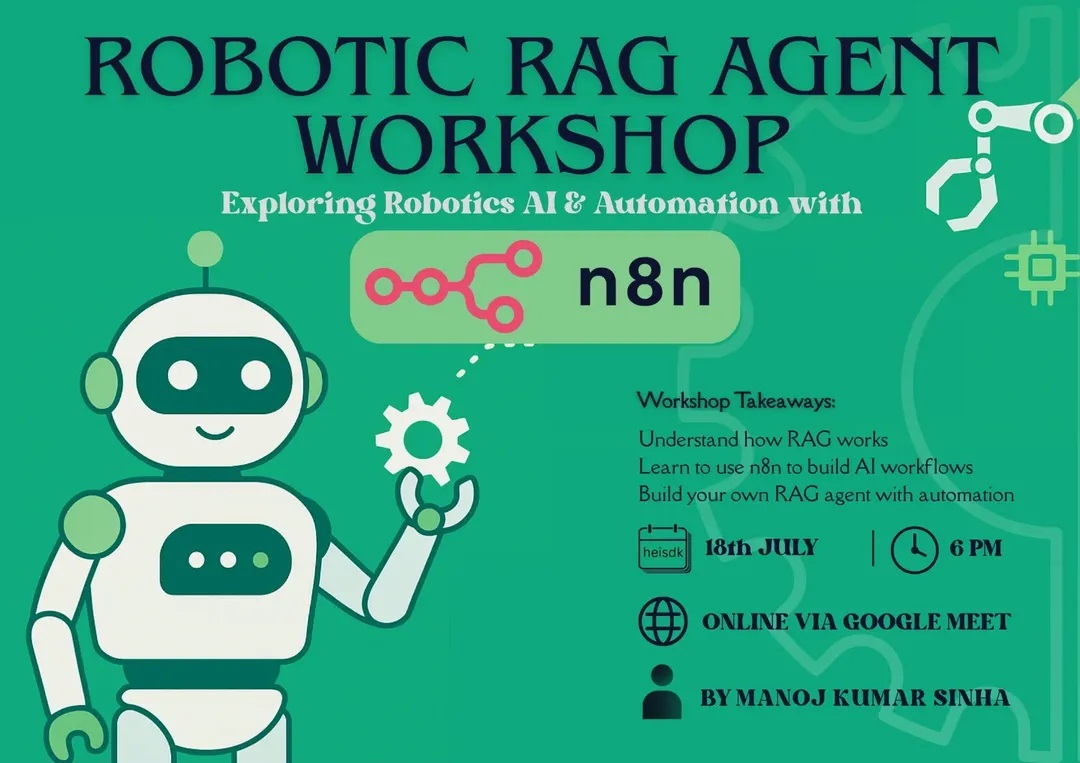 ROBOTIC RAG AGENT
WORKSHOP
Exploring Robotics AI & Automation with
n8n
Workshop Takeaways:
Understand how RAG works
Learn to use n8n to build AI workflows
Build your own RAG agent with automation
heisdk
18th JULY
6 PM
ONLINE VIA GOOGLE MEET
BY MANOJ KUMAR SINHA